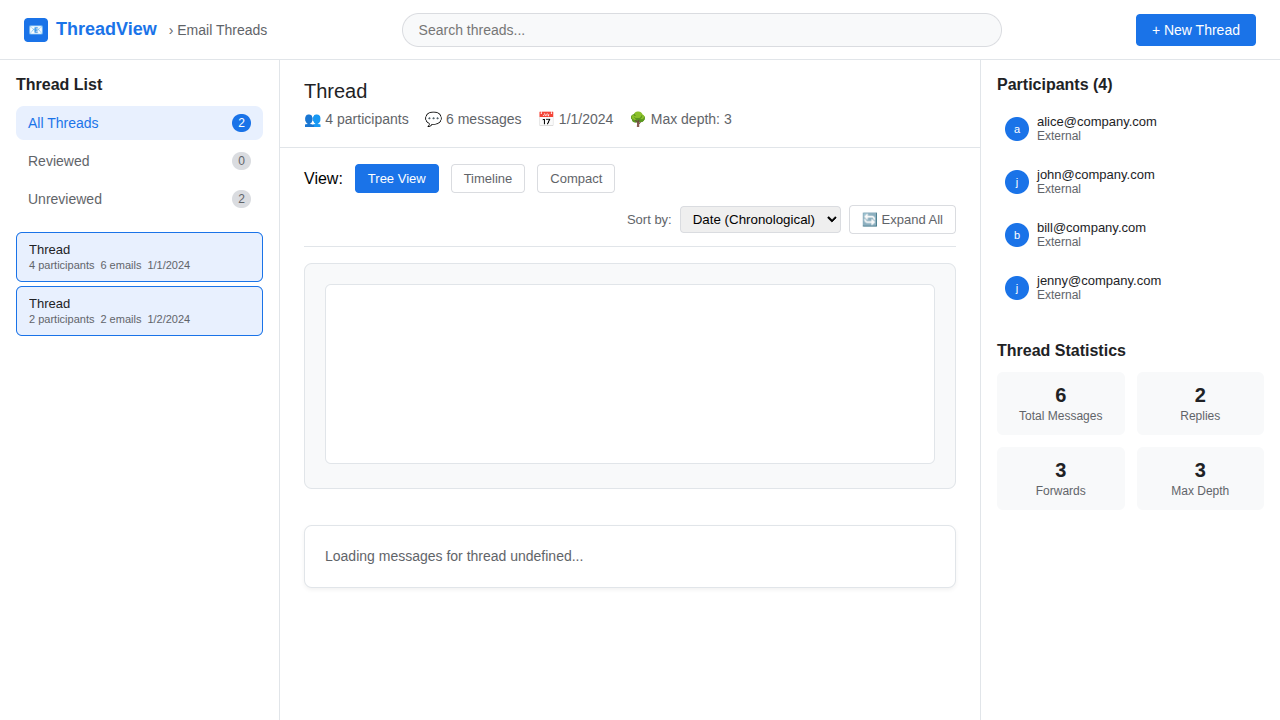 📧 ThreadView › Email Threads
Search threads...
+ New Thread
Thread List
All Threads 2
Reviewed 0
Unreviewed 2
Thread
4 participants 6 emails 1/1/2024
Thread
2 participants 2 emails 1/2/2024
Thread
👥 4 participants 💬 6 messages 📅 1/1/2024 🌳 Max depth: 3
View: Tree View Timeline Compact
Sort by: Date (Chronological) 🔄 Expand All
Loading messages for thread undefined...
Participants (4)
a alice@company.com
External
j john@company.com
External
b bill@company.com
External
j jenny@company.com
External
Thread Statistics
6 2
Total Messages Replies
3 3
Forwards Max Depth